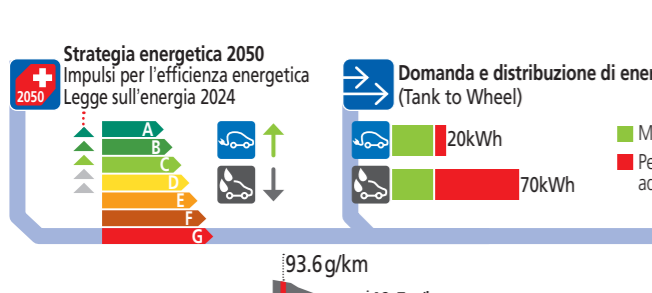 Strategia energetica 2050
Impulsi per l'efficienza energetica
Legge sull'energia 2024
2050
A
B
C
D
E
F
G
Domanda e distribuzione di
(Tank to Wheel)
20kWh
70kWh
93.6 g/km